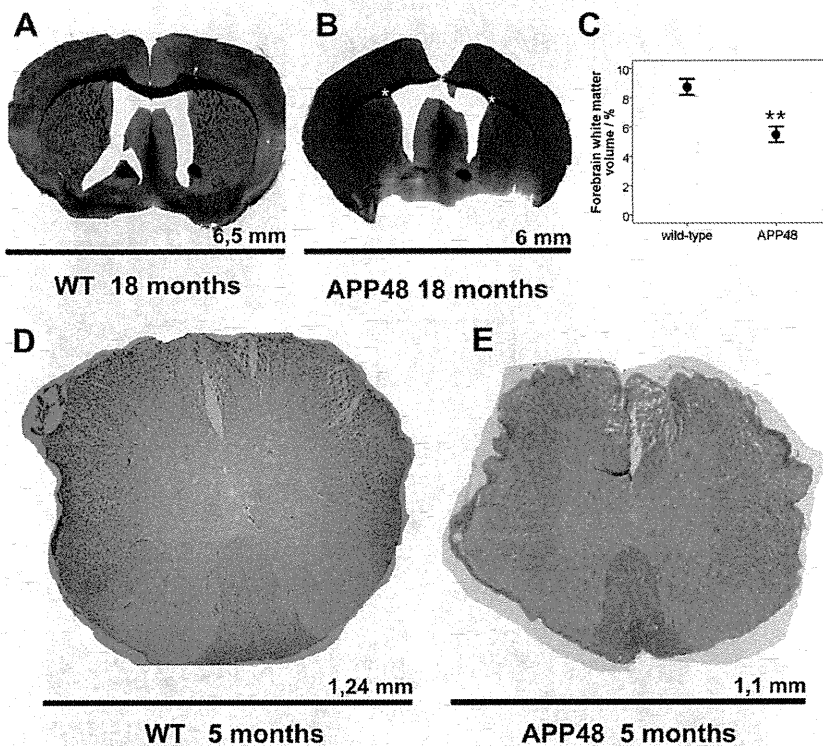 A
B
C
6,5 mm
6 mm
WT 18 months
APP48 18 months
Forebrain white matter
volume / %
10
8
6
4
2
0
**
wild-type
APP48
D
E
*
*
1,24 mm
1,1 mm
WT 5 months
APP48 5 months